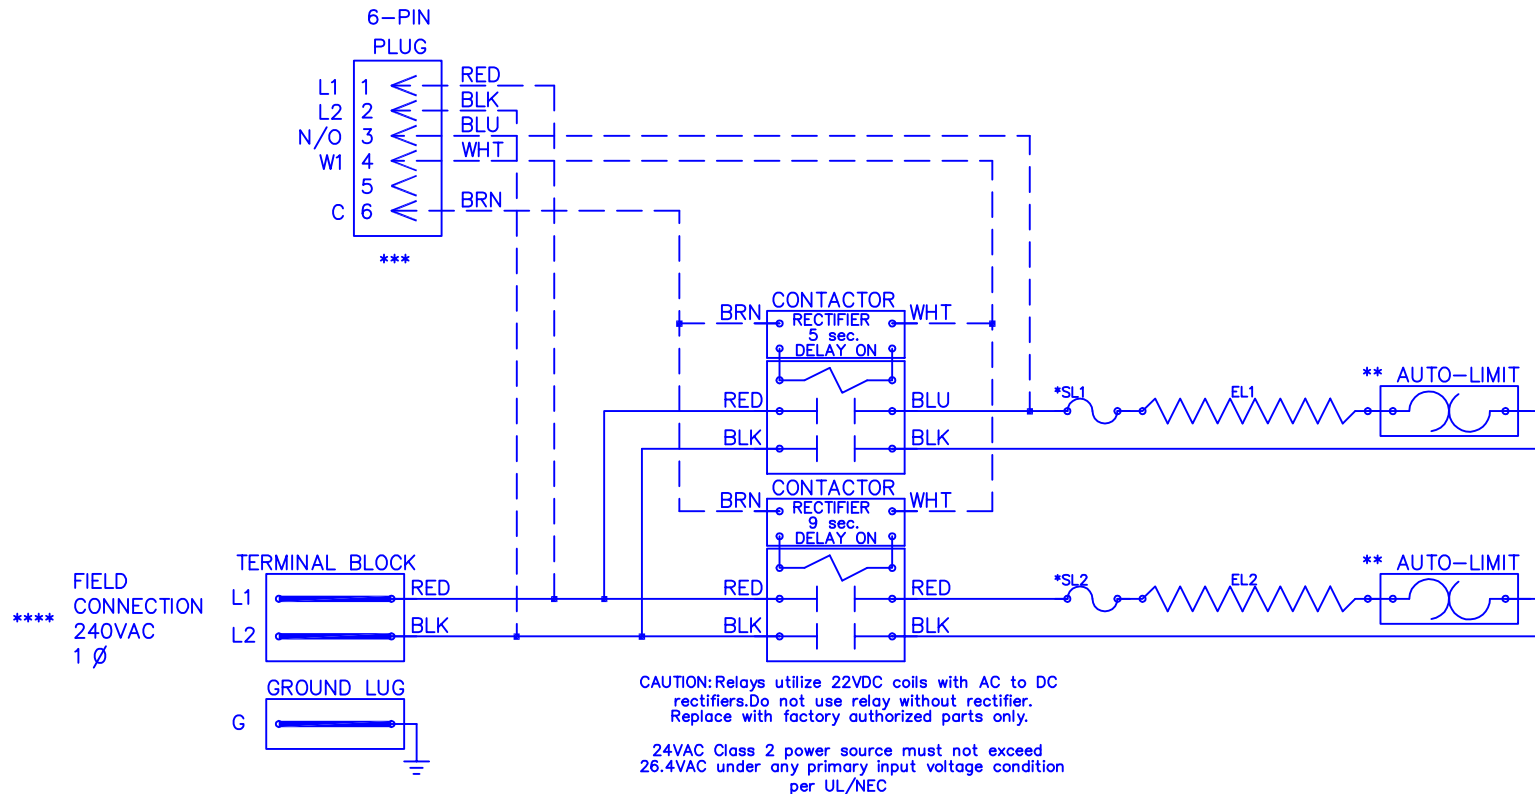 6-PIN
PLUG
L1 1 RED
L2 2 BLK
N/O 3 BLU
W1 4 WHT
5
C 6 BRN
***
CONTACTOR
BRN RECTIFIER WHT
5 sec.
DELAY ON
** AUTO-LIMIT
RED BLU *SL1 EL1
BLK BLK
CONTACTOR
BRN RECTIFIER WHT
9 sec.
DELAY ON
TERMINAL BLOCK
** AUTO-LIMIT
FIELD
CONNECTION
**** 240VAC
1 Ø
L1 RED RED RED *SL2 EL2
L2 BLK BLK BLK
GROUND LUG
G
CAUTION:Relays utilize 22VDC coils with AC to DC
rectifiers.Do not use relay without rectifier.
Replace with factory authorized parts only.
24VAC Class 2 power source must not exceed
26.4VAC under any primary input voltage condition
per UL/NEC